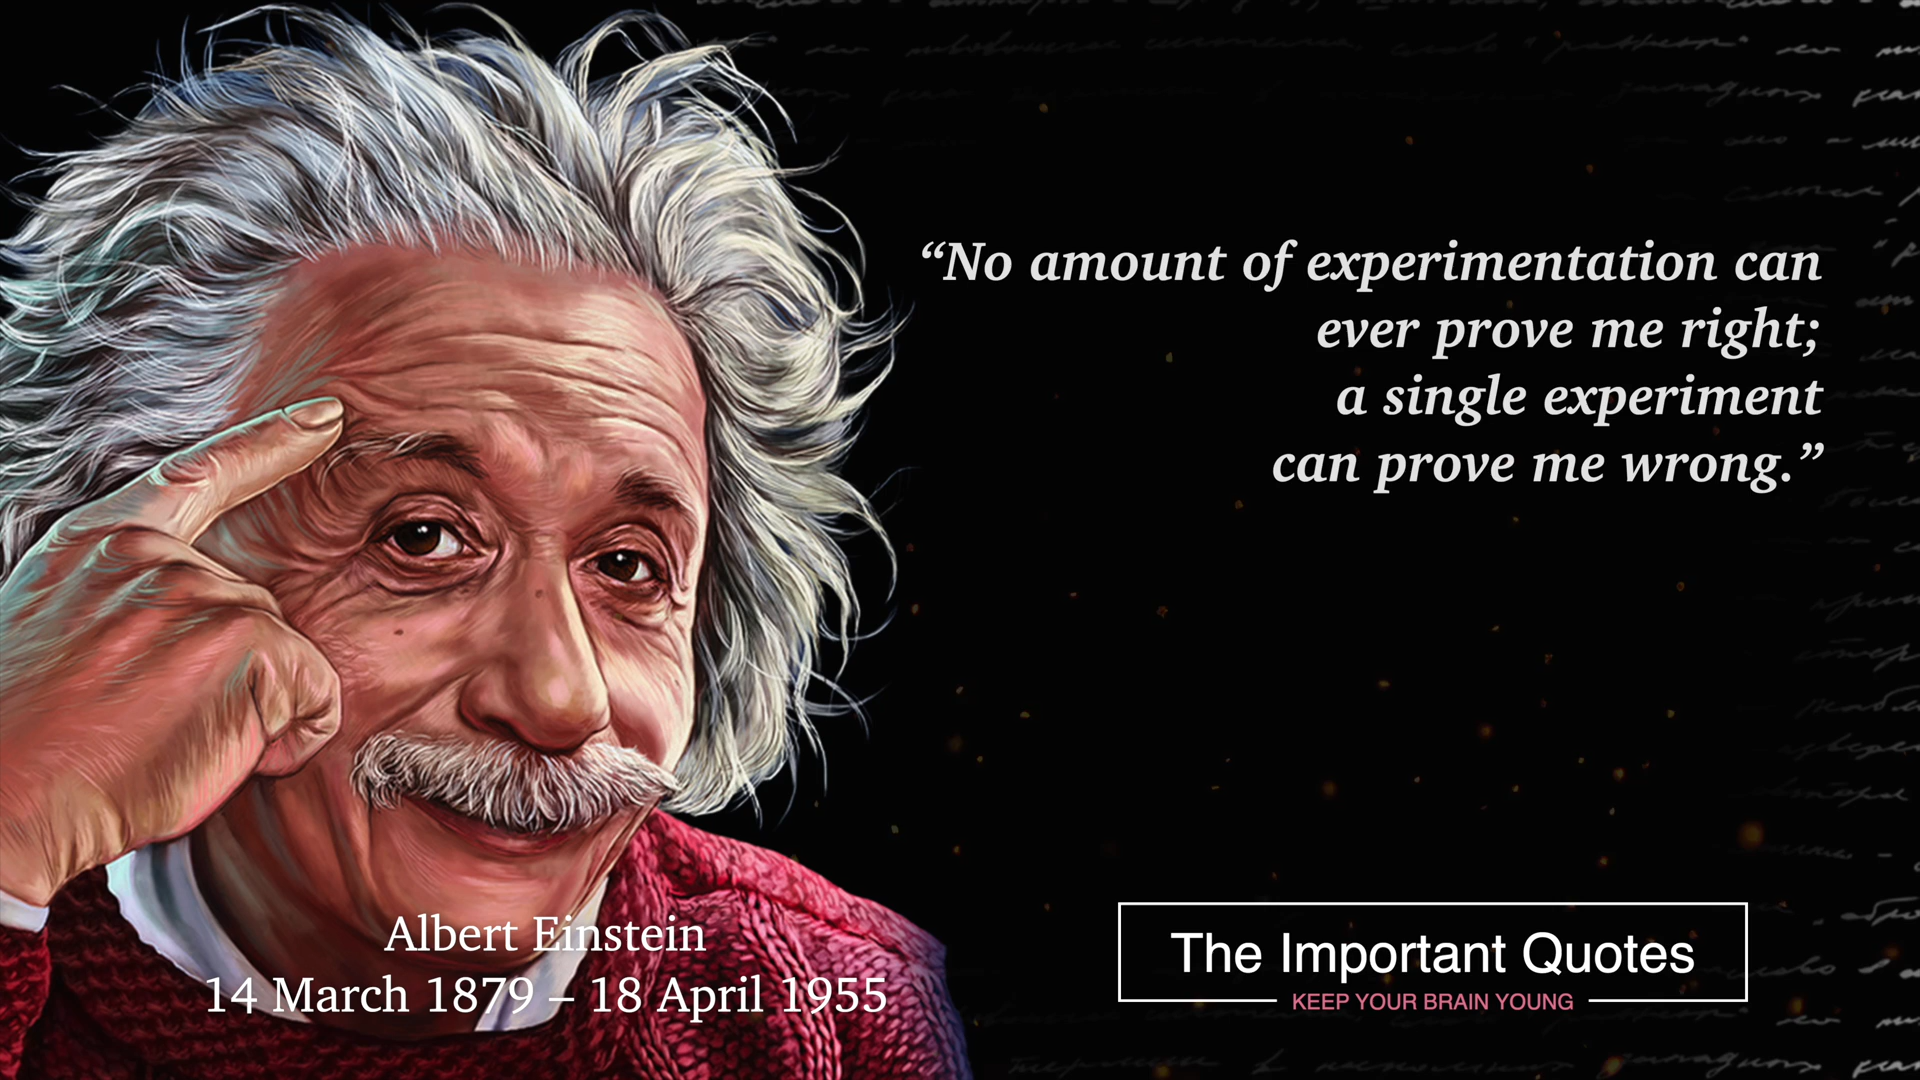 “No amount of experimentation can
ever prove me right;
a single experiment
can prove me wrong.”
Albert Einstein
14 March 1879 – 18 April 1955
The Important Quotes
KEEP YOUR BRAIN YOUNG